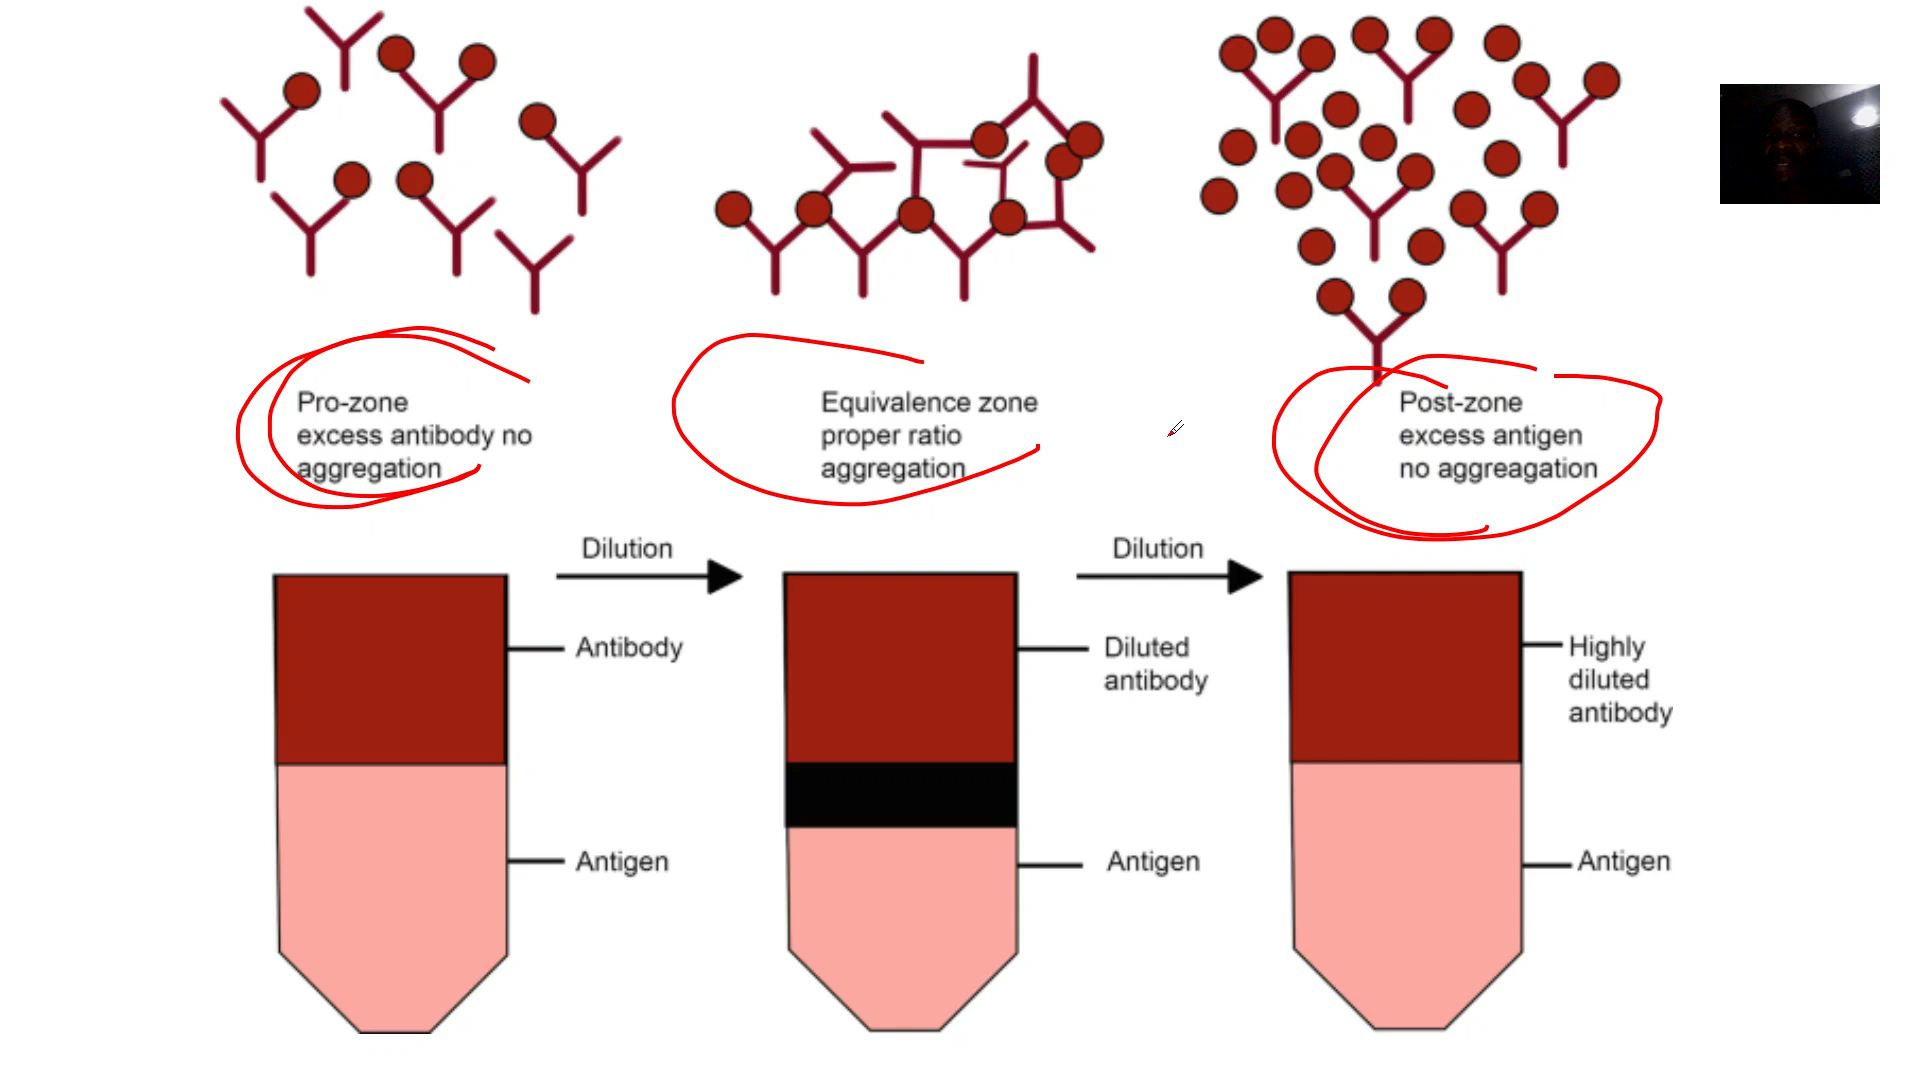 Pro-zone
excess antibody no
aggregation
Equivalence zone
proper ratio
aggregation
Post-zone
excess antigen
no aggreagation
Dilution
Dilution
Antibody
Antigen
Diluted
antibody
Antigen
Highly
diluted
antibody
Antigen